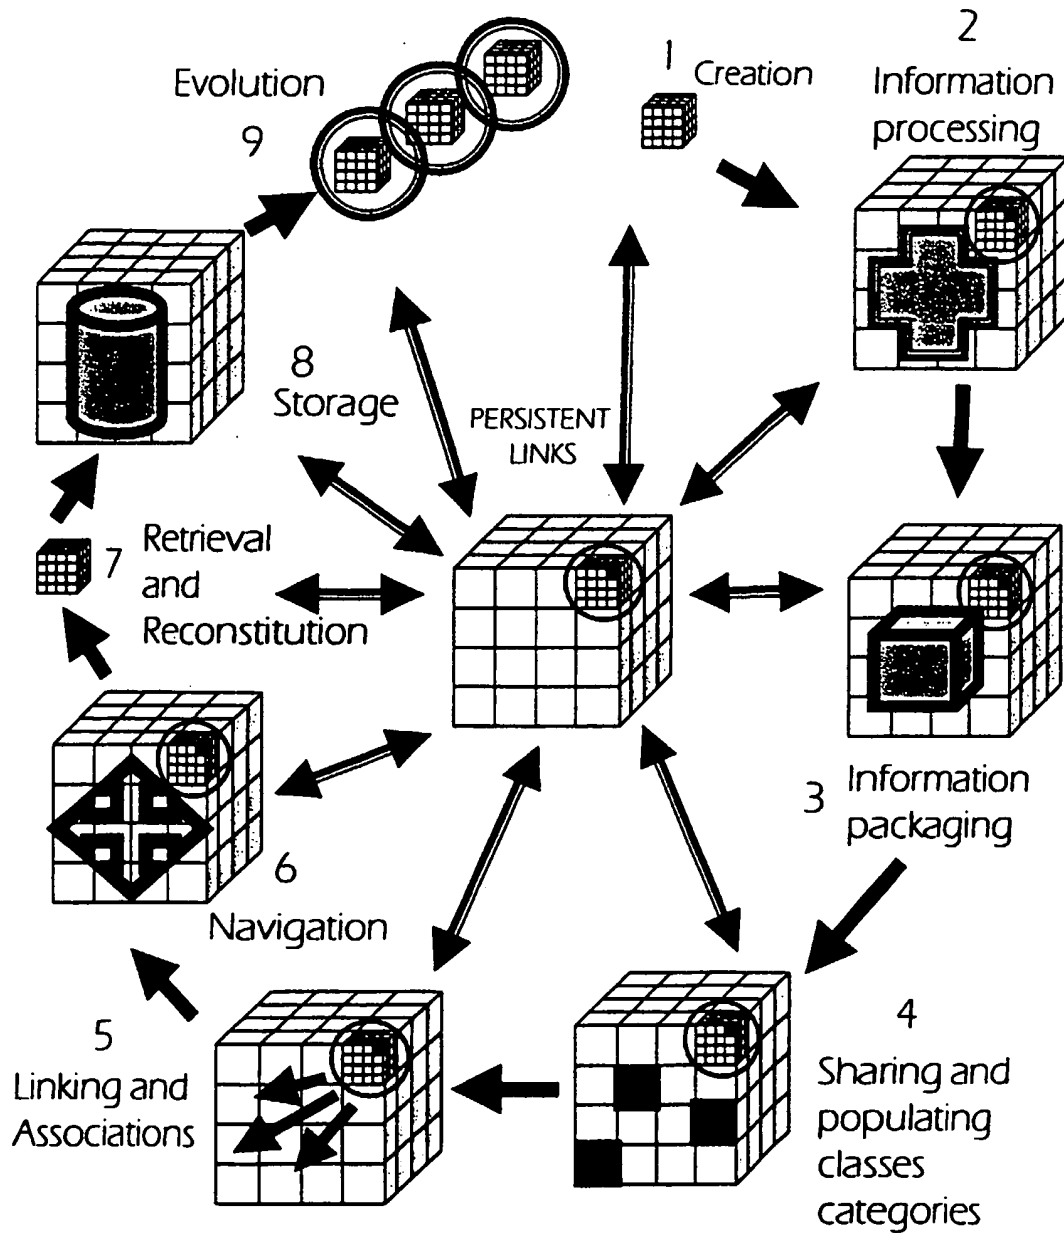 1
Creation
2
Information
processing
3
Information
packaging
4
Sharing and
populating
classes
categories
5
Linking and
Associations
6
Navigation
7
Retrieval
and
Reconstitution
8
Storage
Evolution
9
PERSISTENT
LINKS